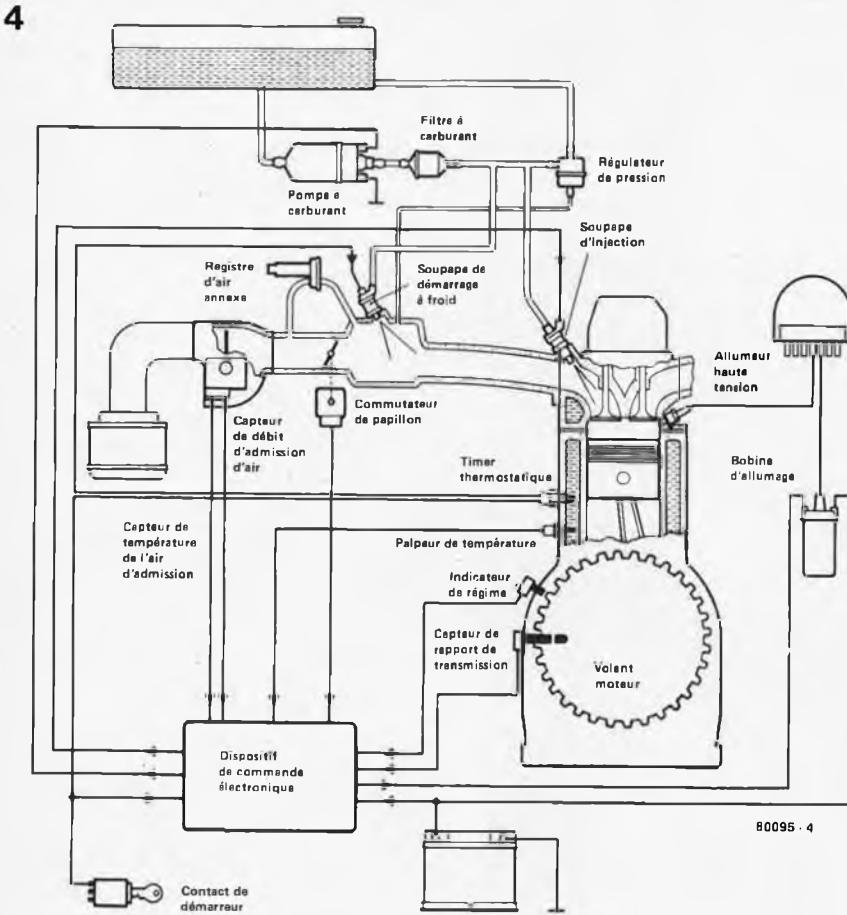 4
Filtre à
carburant
Pompe a
carburant
Régulateur
de pression
Soupape
d'injection
Registre
d'air
annexe
Soupape de
démarrage
à froid
Allumeur
haute
tension
Capteur
de débit
d'admission
d'air
Commutateur
de papillon
Timer
thermostatique
Bobine
d'allumage
Capteur de
température
de l'air
d'admission
Palpeur de température
Indicateur
de régime
Capteur de
rapport de
transmission
Volant
moteur
Dispositif
de commande
électronique
80095 - 4
Contact de
démarreur